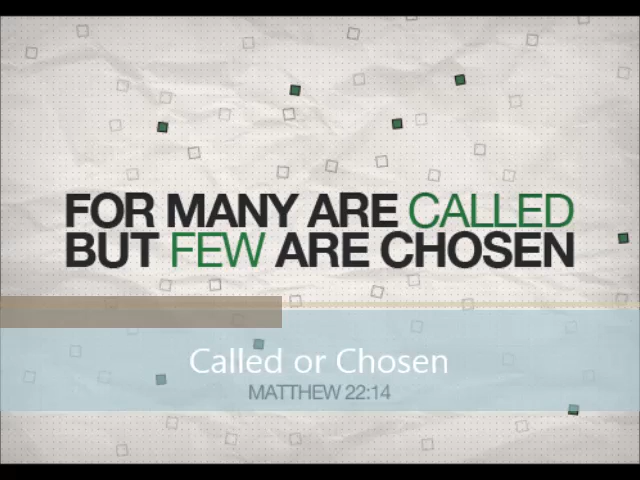 FOR MANY ARE CALLED
BUT FEW ARE CHOSEN
Called or Chosen
MATTHEW 22:14